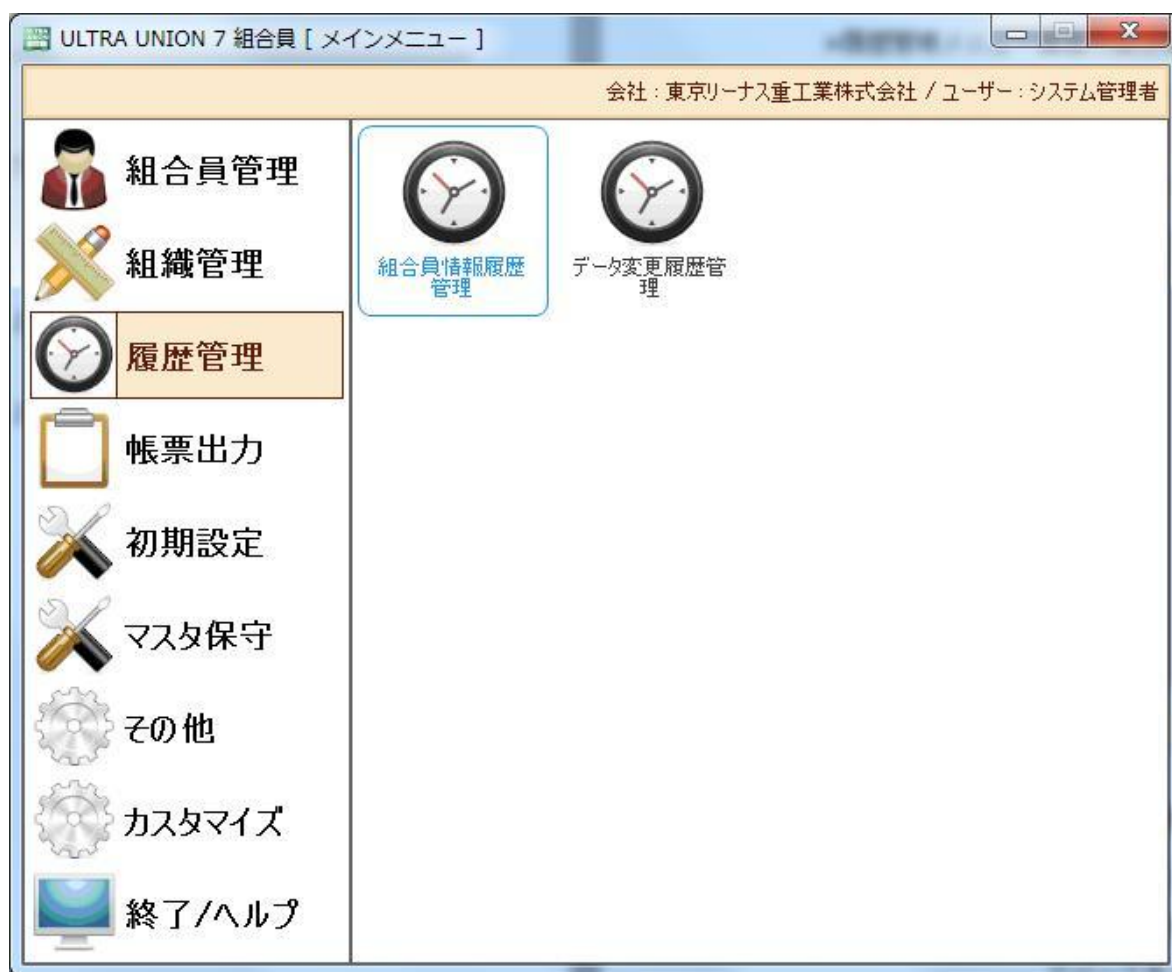 ULTRA UNION 7 組合員 [ メインメニュー ]
会社：東京リーナス重工業株式会社 / ユーザー：システム管理者
組合員管理
組織管理
履歴管理
帳票出力
初期設定
マスタ保守
その他
カスタマイズ
終了/ヘルプ
組合員情報履歴
管理
データ変更履歴管
理